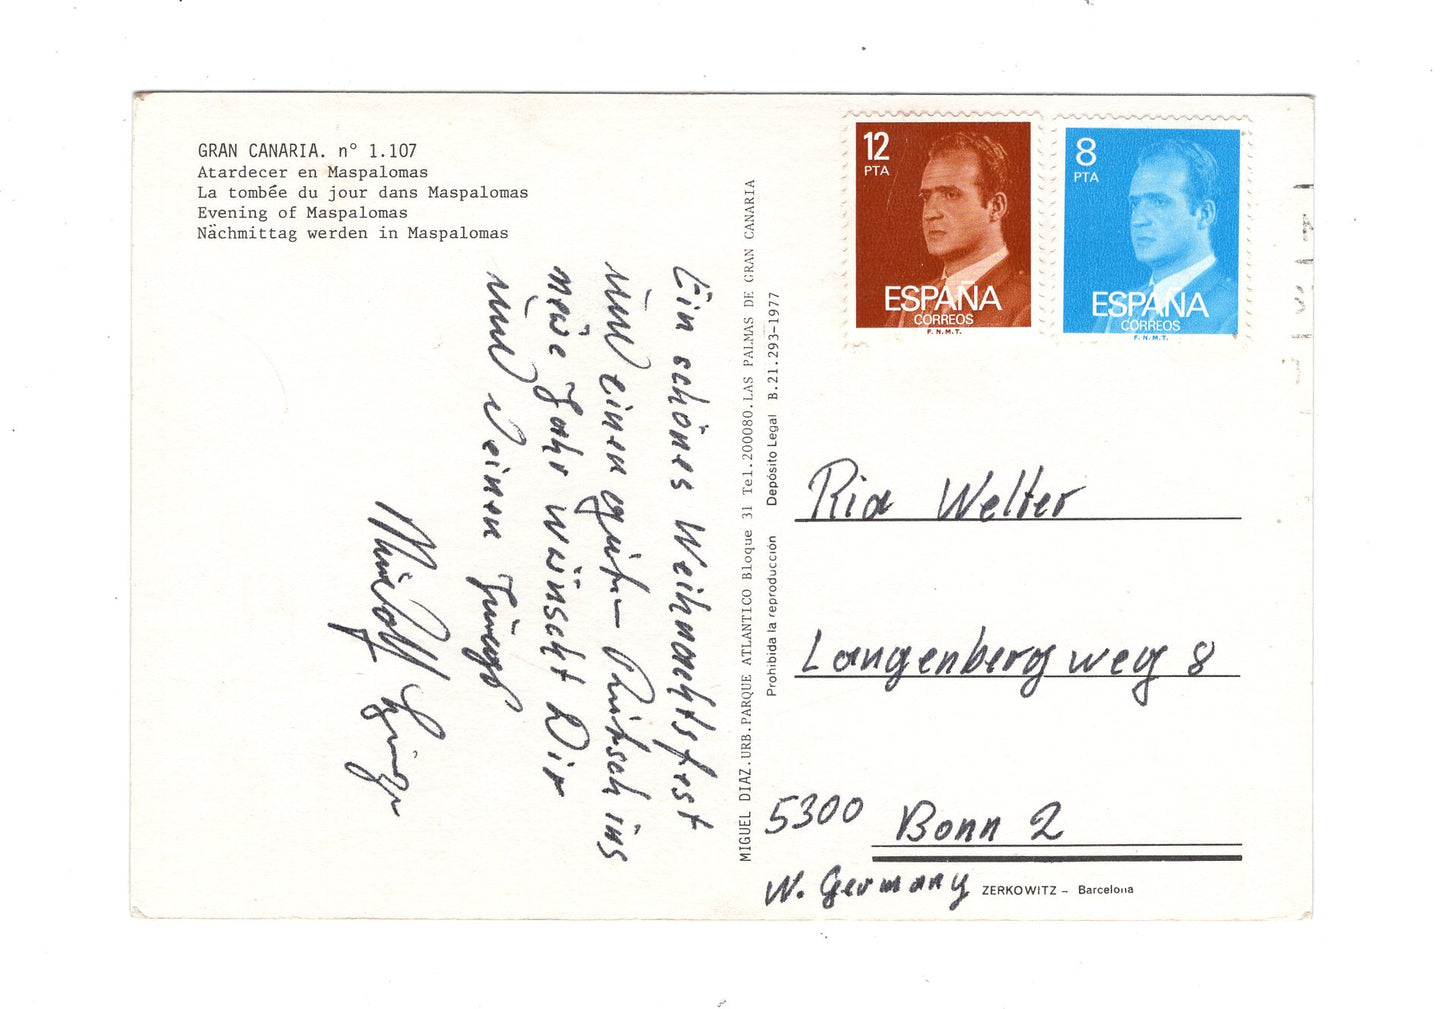 GRAN CANARIA. nº 1.107
Atardecer en Maspalomas
La tombée du jour dans Maspalomas
Evening of Maspalomas
Nächmittag werden in Maspalomas
Ein schönes Weihnachtsfest
und einen guten Rutsch ins
neue Jahr wünscht Dir
und Deinen Jungs
MIGUEL DIAZ.URB.PARQUE ATLANTICO Bloque 31 Tel.200080.LAS PALMAS DE GRAN CANARIA
Prohibida la reproducción Depósito Legal B.21.293-1977
12
PTA
ESPAÑA
CORREOS
F.N.M.T.
8
PTA
ESPAÑA
CORREOS
F.N.M.T.
Ria Welter
Langenbergweg 8
5300 Bonn 2
W. Germany
ZERKOWITZ - Barcelona